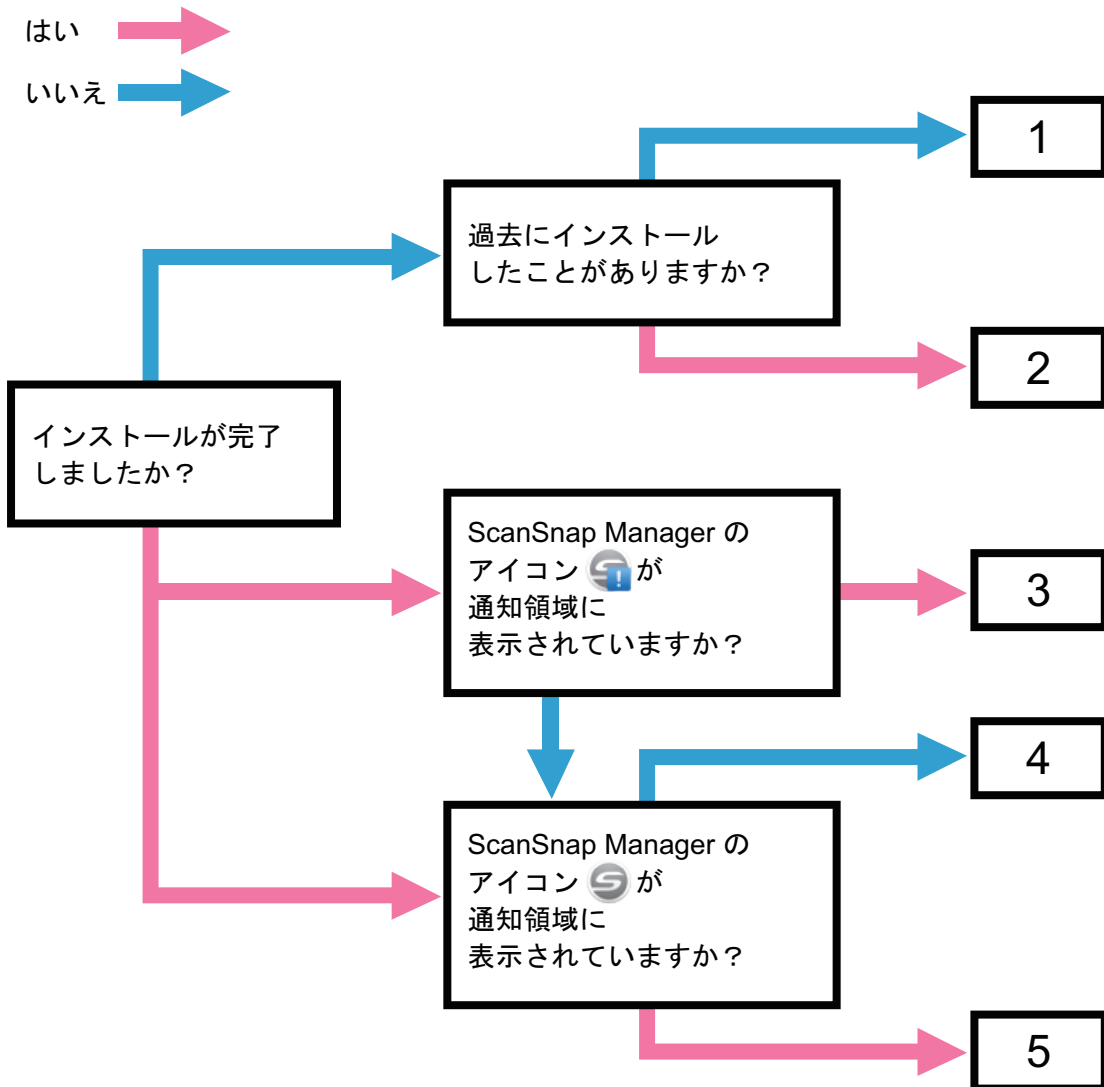 はい
いいえ
1
過去にインストール
したことがありますか？
2
インストールが完了
しましたか？
ScanSnap Manager の
アイコン が
通知領域に
表示されていますか？
3
4
ScanSnap Manager の
アイコン が
通知領域に
表示されていますか？
5